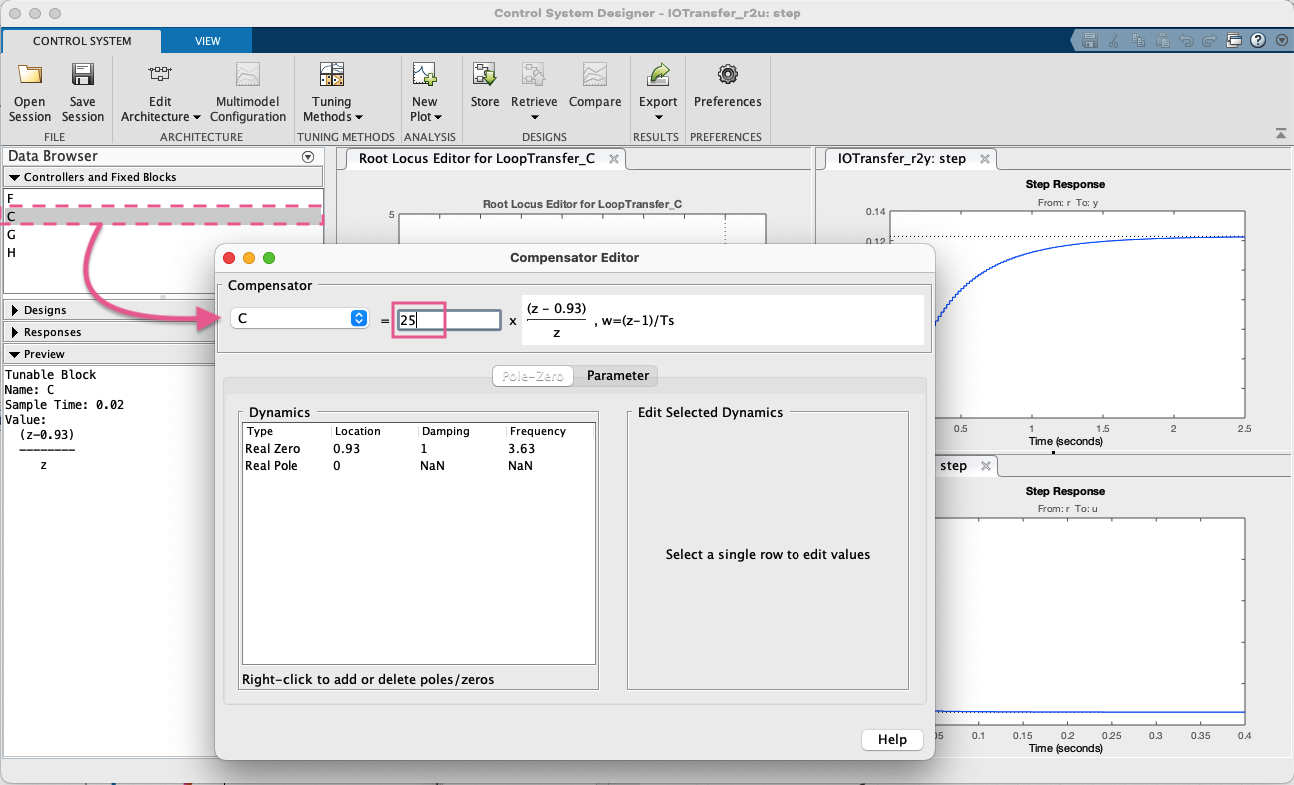 Control System Designer - IOTransfer_r2u: step
CONTROL SYSTEM
VIEW
Open Session
Save Session
Edit Architecture
Multimodel Configuration
Tuning Methods
New Plot
Store
Retrieve
Compare
Export
Preferences
FILE
ARCHITECTURE
TUNING METHODS
ANALYSIS
DESIGNS
RESULTS
PREFERENCES
Data Browser
Controllers and Fixed Blocks
F
C
G
H
Designs
Responses
Preview
Tunable Block
Name: C
Sample Time: 0.02
Value:
(z-0.93)
--------
z
Root Locus Editor for LoopTransfer_C
Root Locus Editor for LoopTransfer_C
5
IOTransfer_r2y: step
Step Response
From: r To: y
0.14
0.12
0.5
1
1.5
2
2.5
Time (seconds)
step
Step Response
From: r To: u
0.1
0.15
0.2
0.25
0.3
0.35
0.4
Time (seconds)
Compensator Editor
Compensator
C
= 25 x (z - 0.93)
z
, w=(z-1)/Ts
Pole-Zero
Parameter
Dynamics
Type Location Damping Frequency
Real Zero 0.93 1 3.63
Real Pole 0 NaN NaN
Right-click to add or delete poles/zeros
Edit Selected Dynamics
Select a single row to edit values
Help